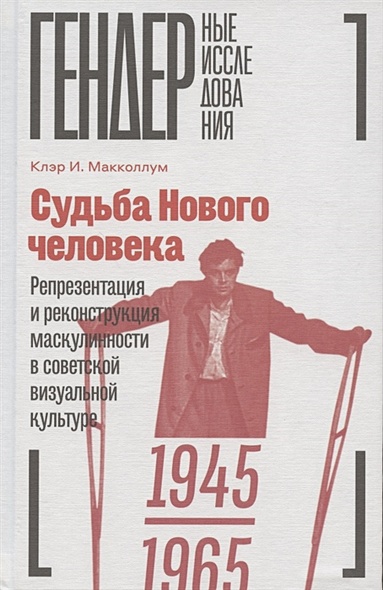 ГЕНДЕР
НЫЕ
ИССЛЕ
ДОВА
НИЯ
Клэр И. Макколлум
Судьба Нового
человека
Репрезентация
и реконструкция
маскулинности
в советской
визуальной
культуре
1945
1965